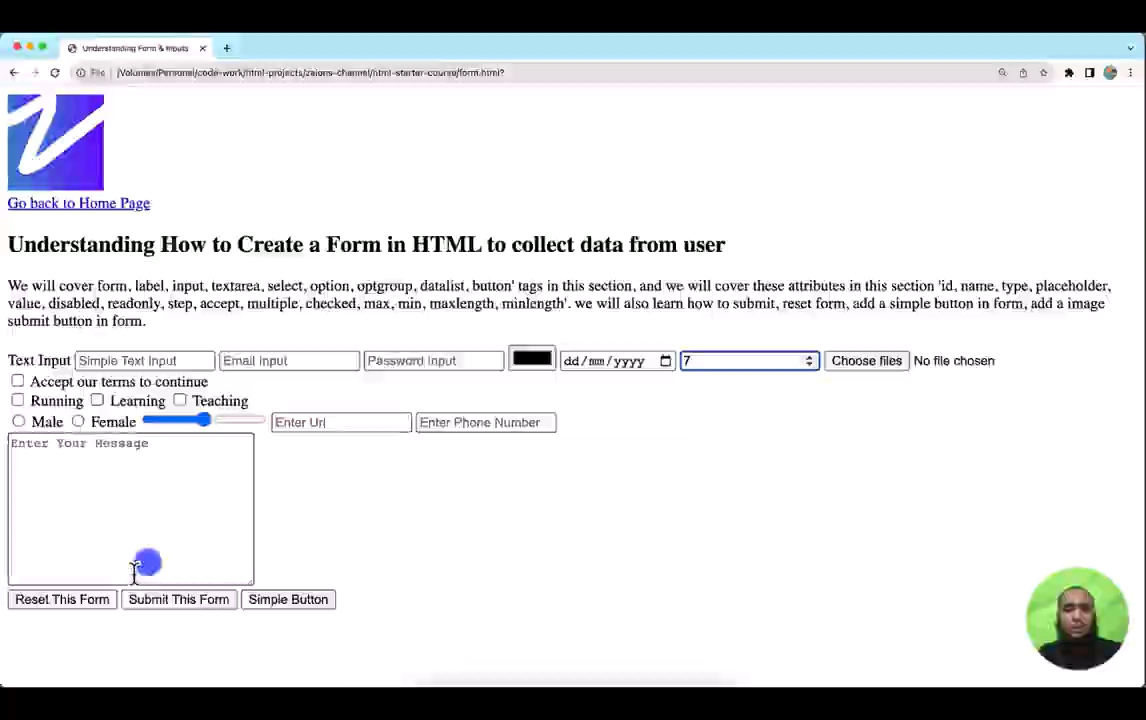 Understanding Form & Inputs
File /Volumes/Personal/code-work/html-projects/zaions-channel/html-starter-course/form.html?
Go back to Home Page
Understanding How to Create a Form in HTML to collect data from user
We will cover form, label, input, textarea, select, option, optgroup, datalist, button' tags in this section, and we will cover these attributes in this section 'id, name, type, placeholder,
value, disabled, readonly, step, accept, multiple, checked, max, min, maxlength, minlength'. we will also learn how to submit, reset form, add a simple button in form, add a image
submit button in form.
Text Input Simple Text Input Email Input Password Input dd/mm/yyyy 7 Choose files No file chosen
Accept our terms to continue
Running Learning Teaching
Male Female Enter Url Enter Phone Number
Enter Your Message
Reset This Form Submit This Form Simple Button